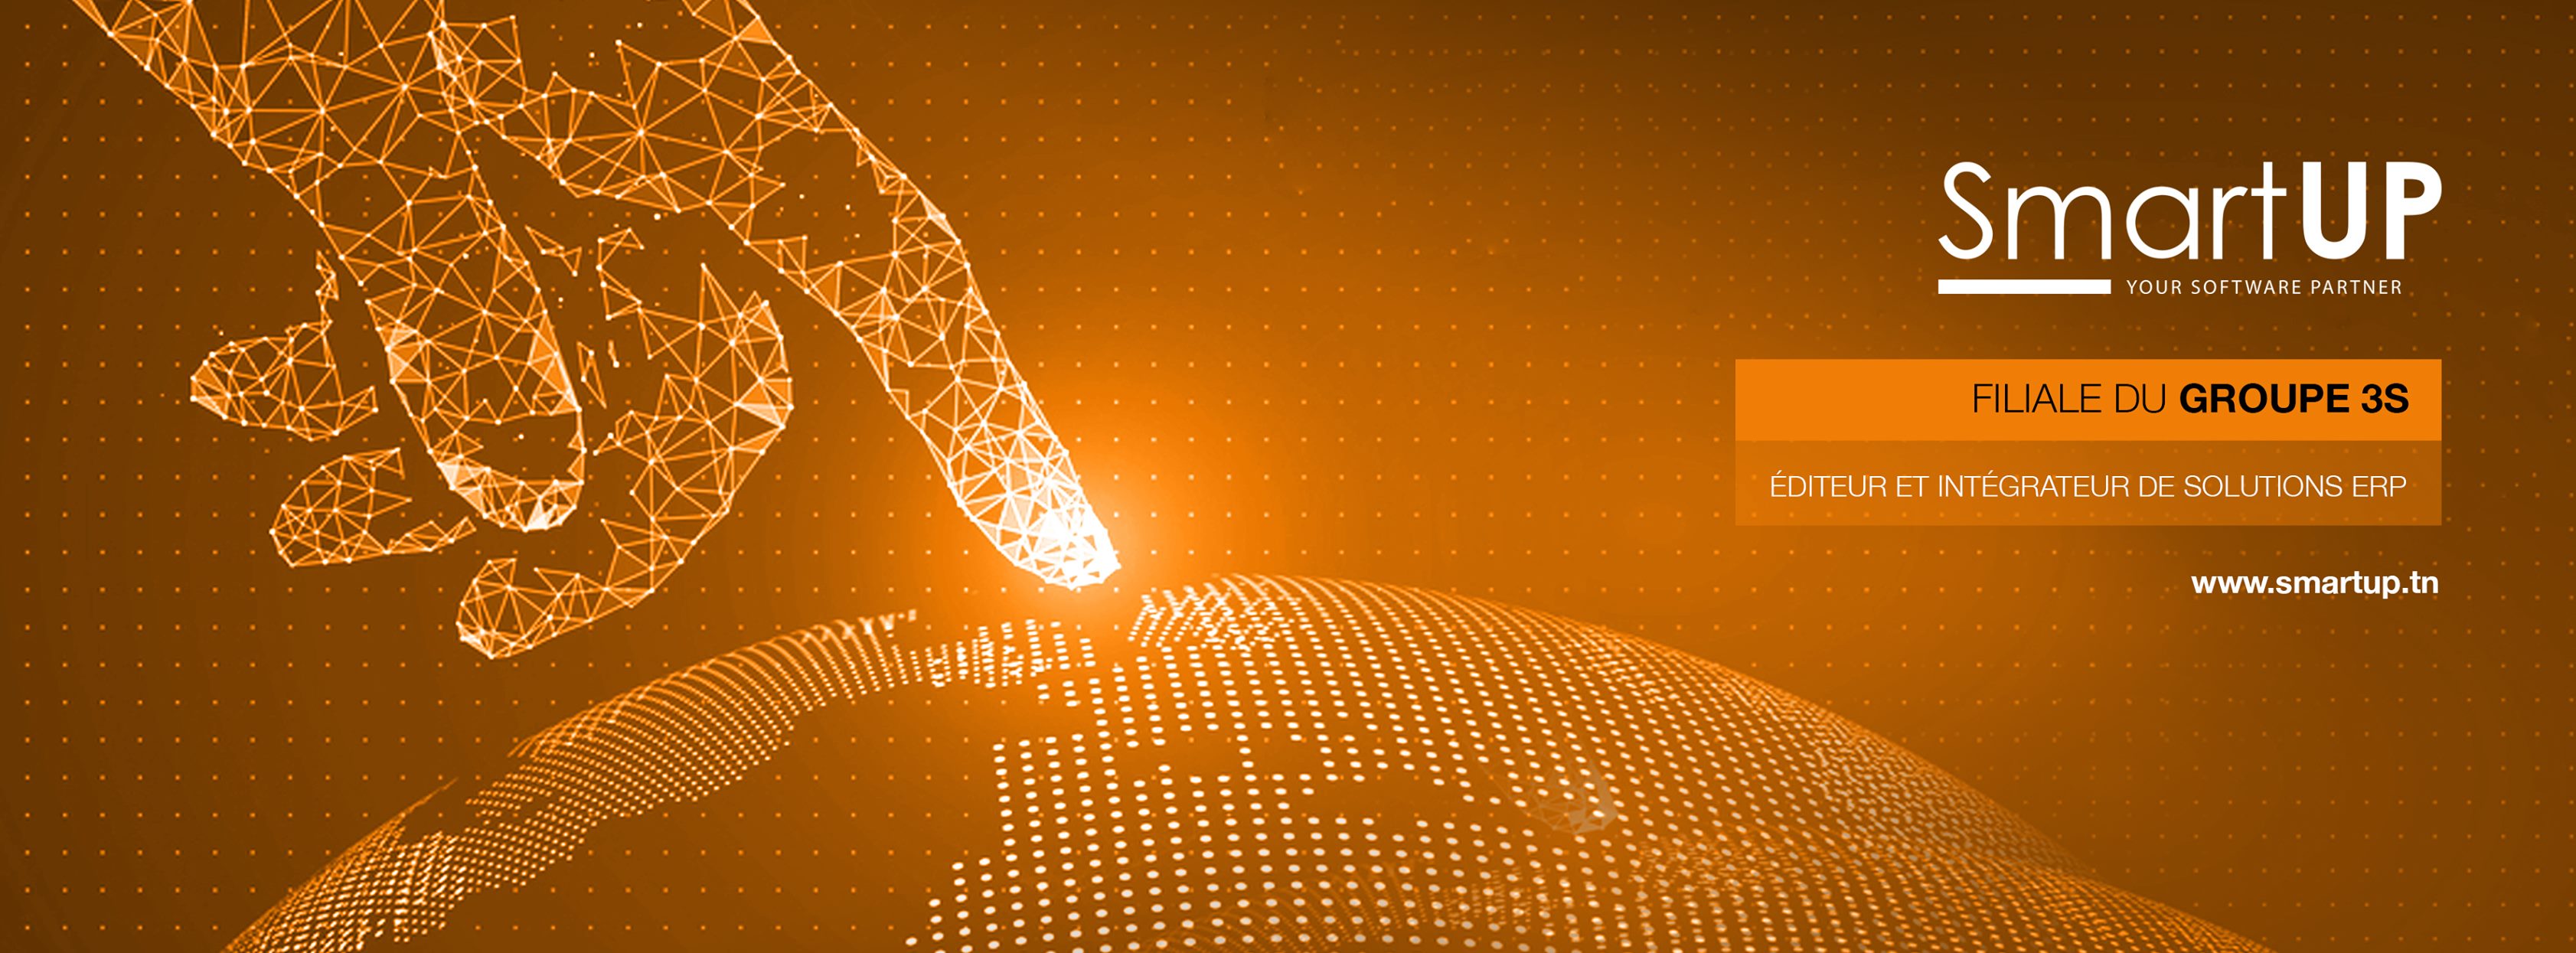 SmartUP
YOUR SOFTWARE PARTNER
FILIALE DU GROUPE 3S
ÉDITEUR ET INTÉGRATEUR DE SOLUTIONS ERP
www.smartup.tn